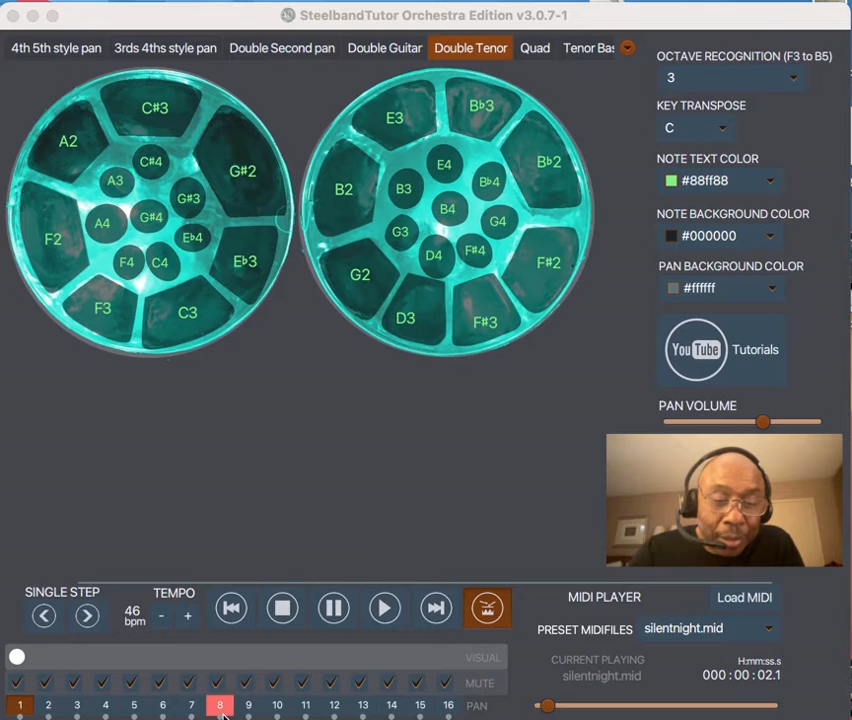 SteelbandTutor Orchestra Edition v3.0.7-1
4th 5th style pan
3rds 4ths style pan
Double Second pan
Double Guitar
Double Tenor
Quad
Tenor Bas
OCTAVE RECOGNITION (F3 to B5)
3
KEY TRANSPOSE
C
NOTE TEXT COLOR
#88ff88
NOTE BACKGROUND COLOR
#000000
PAN BACKGROUND COLOR
#ffffff
You Tube Tutorials
PAN VOLUME
C#3
A2
G#2
C#4
A3
G#3
A4
G#4
F2
Eb4
F4
C4
Eb3
F3
C3
Bb3
E3
Bb2
E4
B2
B3
Bb4
B4
G3
G4
D4
F#4
F#2
G2
D3
F#3
SINGLE STEP
TEMPO
46
bpm
-
+
MIDI PLAYER
Load MIDI
PRESET MIDIFILES
silentnight.mid
CURRENT PLAYING
silentnight.mid
H:mm:ss.s
000:00:02.1
VISUAL
MUTE
1 2 3 4 5 6 7 8 9 10 11 12 13 14 15 16 PAN